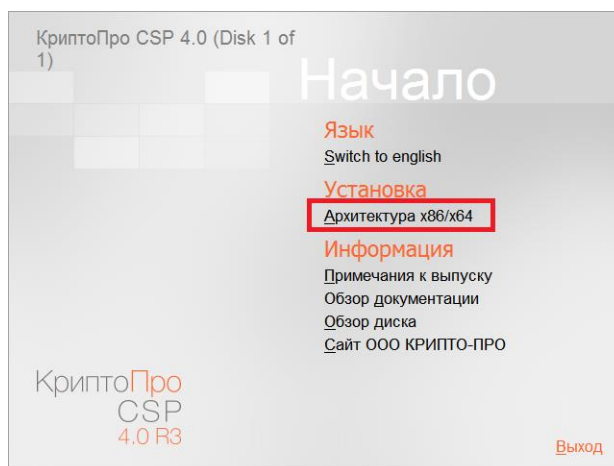 КриптоПро CSP 4.0 (Disk 1 of
1)
Начало
Язык
Switch to english
Установка
Архитектура x86/x64
Информация
Примечания к выпуску
Обзор документации
Обзор диска
Сайт ООО КРИПТО-ПРО
КриптоПро
CSP
4.0 R3
Выход